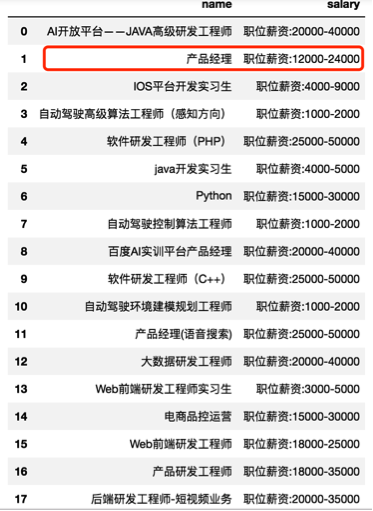 name salary
0 AI开放平台——JAVA高级研发工程师 职位薪资:20000-40000
1 产品经理 职位薪资:12000-24000
2 IOS平台开发实习生 职位薪资:4000-9000
3 自动驾驶高级算法工程师（感知方向） 职位薪资:1000-2000
4 软件研发工程师（PHP） 职位薪资:25000-50000
5 java开发实习生 职位薪资:4000-5000
6 Python 职位薪资:15000-30000
7 自动驾驶控制算法工程师 职位薪资:1000-2000
8 百度AI实训平台产品经理 职位薪资:20000-40000
9 软件研发工程师（C++） 职位薪资:25000-50000
10 自动驾驶环境建模规划工程师 职位薪资:1000-2000
11 产品经理(语音搜索) 职位薪资:25000-50000
12 大数据研发工程师 职位薪资:20000-40000
13 Web前端研发工程师实习生 职位薪资:3000-5000
14 电商品控运营 职位薪资:15000-30000
15 Web前端研发工程师 职位薪资:18000-25000
16 产品研发工程师 职位薪资:18000-35000
17 后端研发工程师-短视频业务 职位薪资:20000-35000